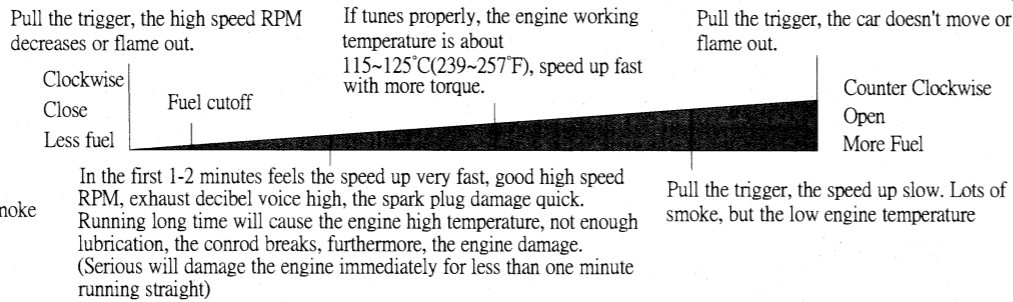 Pull the trigger, the high speed RPM
decreases or flame out.
If tunes properly, the engine working
temperature is about
115~125°C(239~257°F), speed up fast
with more torque.
Pull the trigger, the car doesn't move or
flame out.
Clockwise
Close
Less fuel
Fuel cutoff
Counter Clockwise
Open
More Fuel
In the first 1-2 minutes feels the speed up very fast, good high speed
RPM, exhaust decibel voice high, the spark plug damage quick.
Running long time will cause the engine high temperature, not enough
lubrication, the conrod breaks, furthermore, the engine damage.
(Serious will damage the engine immediately for less than one minute
running straight)
Pull the trigger, the speed up slow. Lots of
smoke, but the low engine temperature